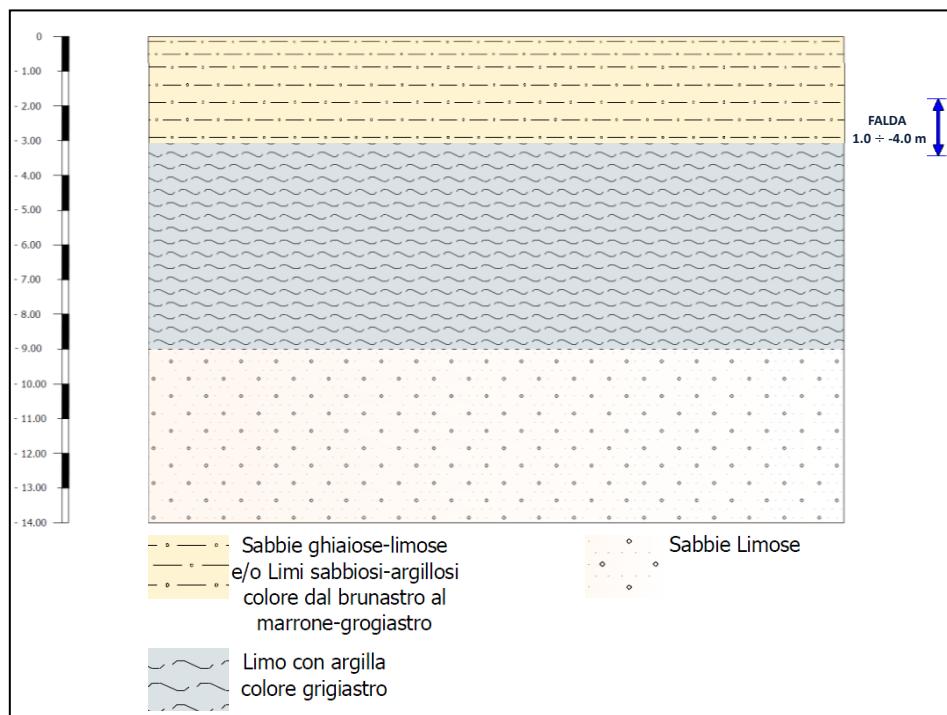 0
- 1.00
- 2.00
- 3.00
- 4.00
- 5.00
- 6.00
- 7.00
- 8.00
- 9.00
- 10.00
- 11.00
- 12.00
- 13.00
- 14.00
FALDA
1.0 ÷ -4.0 m
Sabbie ghiaiose-limose
e/o Limi sabbiosi-argillosi
colore dal brunastro al
marrone-grogiastro
Sabbie Limose
Limo con argilla
colore grigiastro